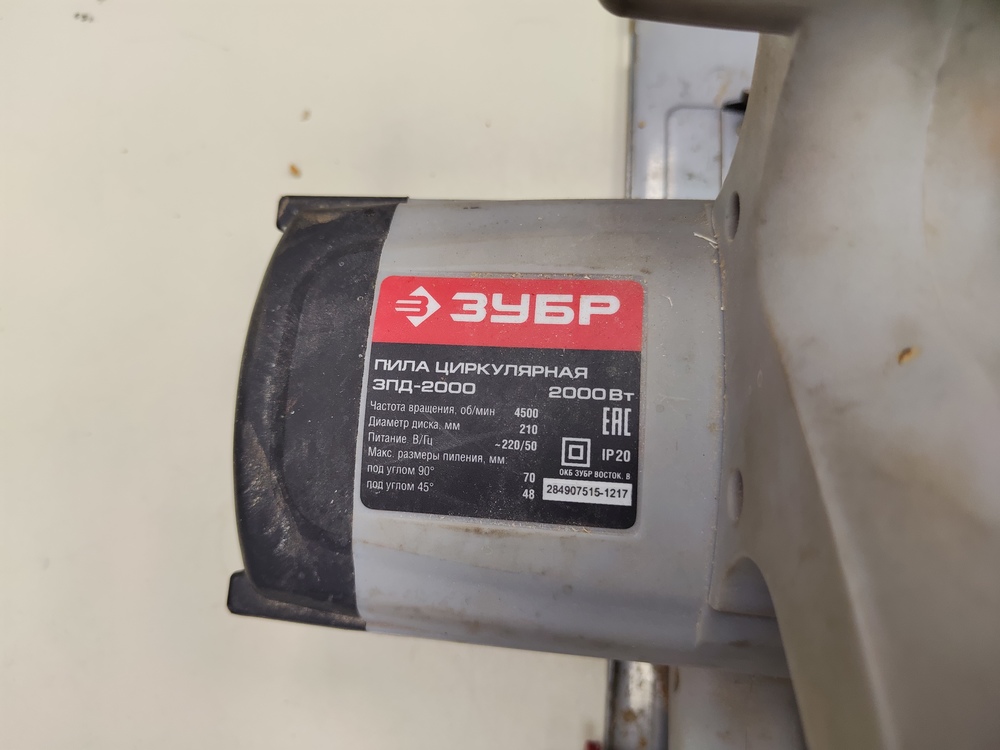 ЗУБР
ПИЛА ЦИРКУЛЯРНАЯ
ЗПД-2000 2000 Вт
Частота вращения, об/мин 4500
Диаметр диска, мм 210
Питание, В/Гц ~220/50
Макс. размеры пиления, мм:
под углом 90° 70
под углом 45° 48
EAC
IP 20
ОКБ ЗУБР ВОСТОК. В
284907515-1217